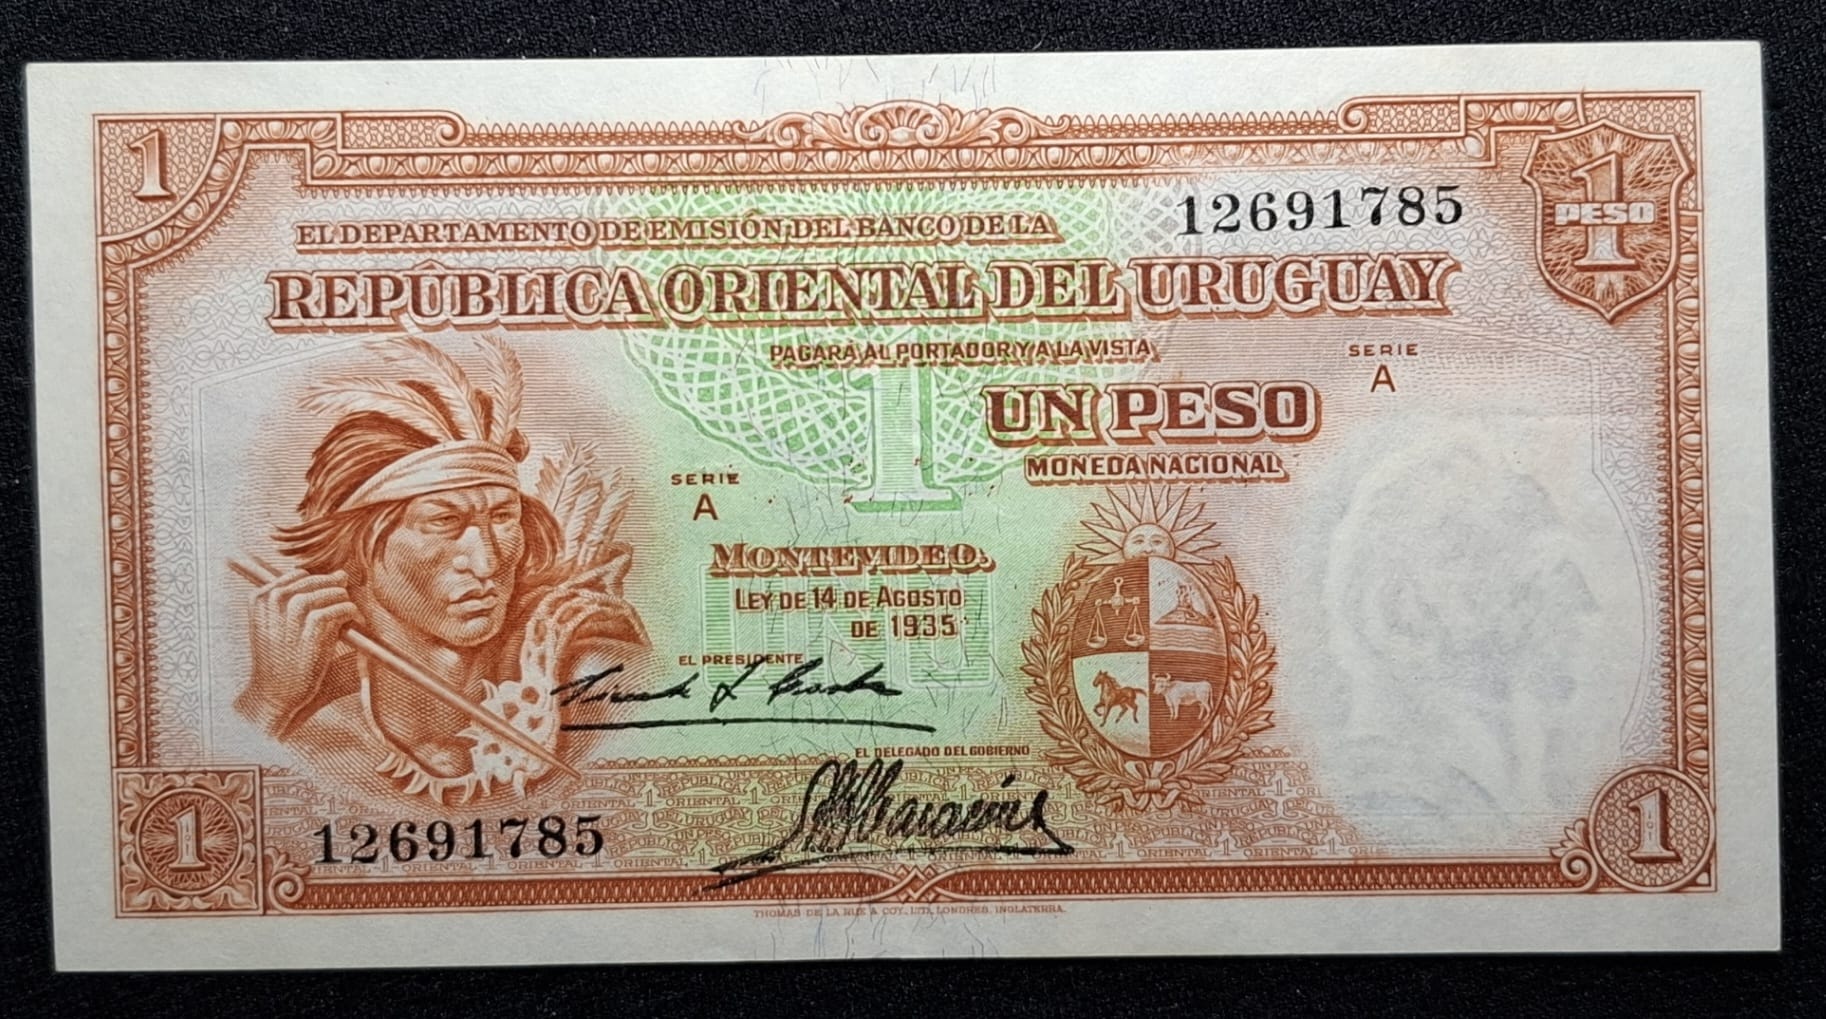 1
1
PESO
12691785
EL DEPARTAMENTO DE EMISIÓN DEL BANCO DE LA
REPÚBLICA ORIENTAL DEL URUGUAY
PAGARÁ AL PORTADOR Y A LA VISTA
SERIE
A
1
UN PESO
MONEDA NACIONAL
SERIE
A
MONTEVIDEO.
LEY DE 14 DE AGOSTO
DE 1935
UNO
EL PRESIDENTE
EL DELEGADO DEL GOBIERNO
12691785
1
1
THOMAS DE LA RUE & COY., LTD, LONDRES, INGLATERRA.